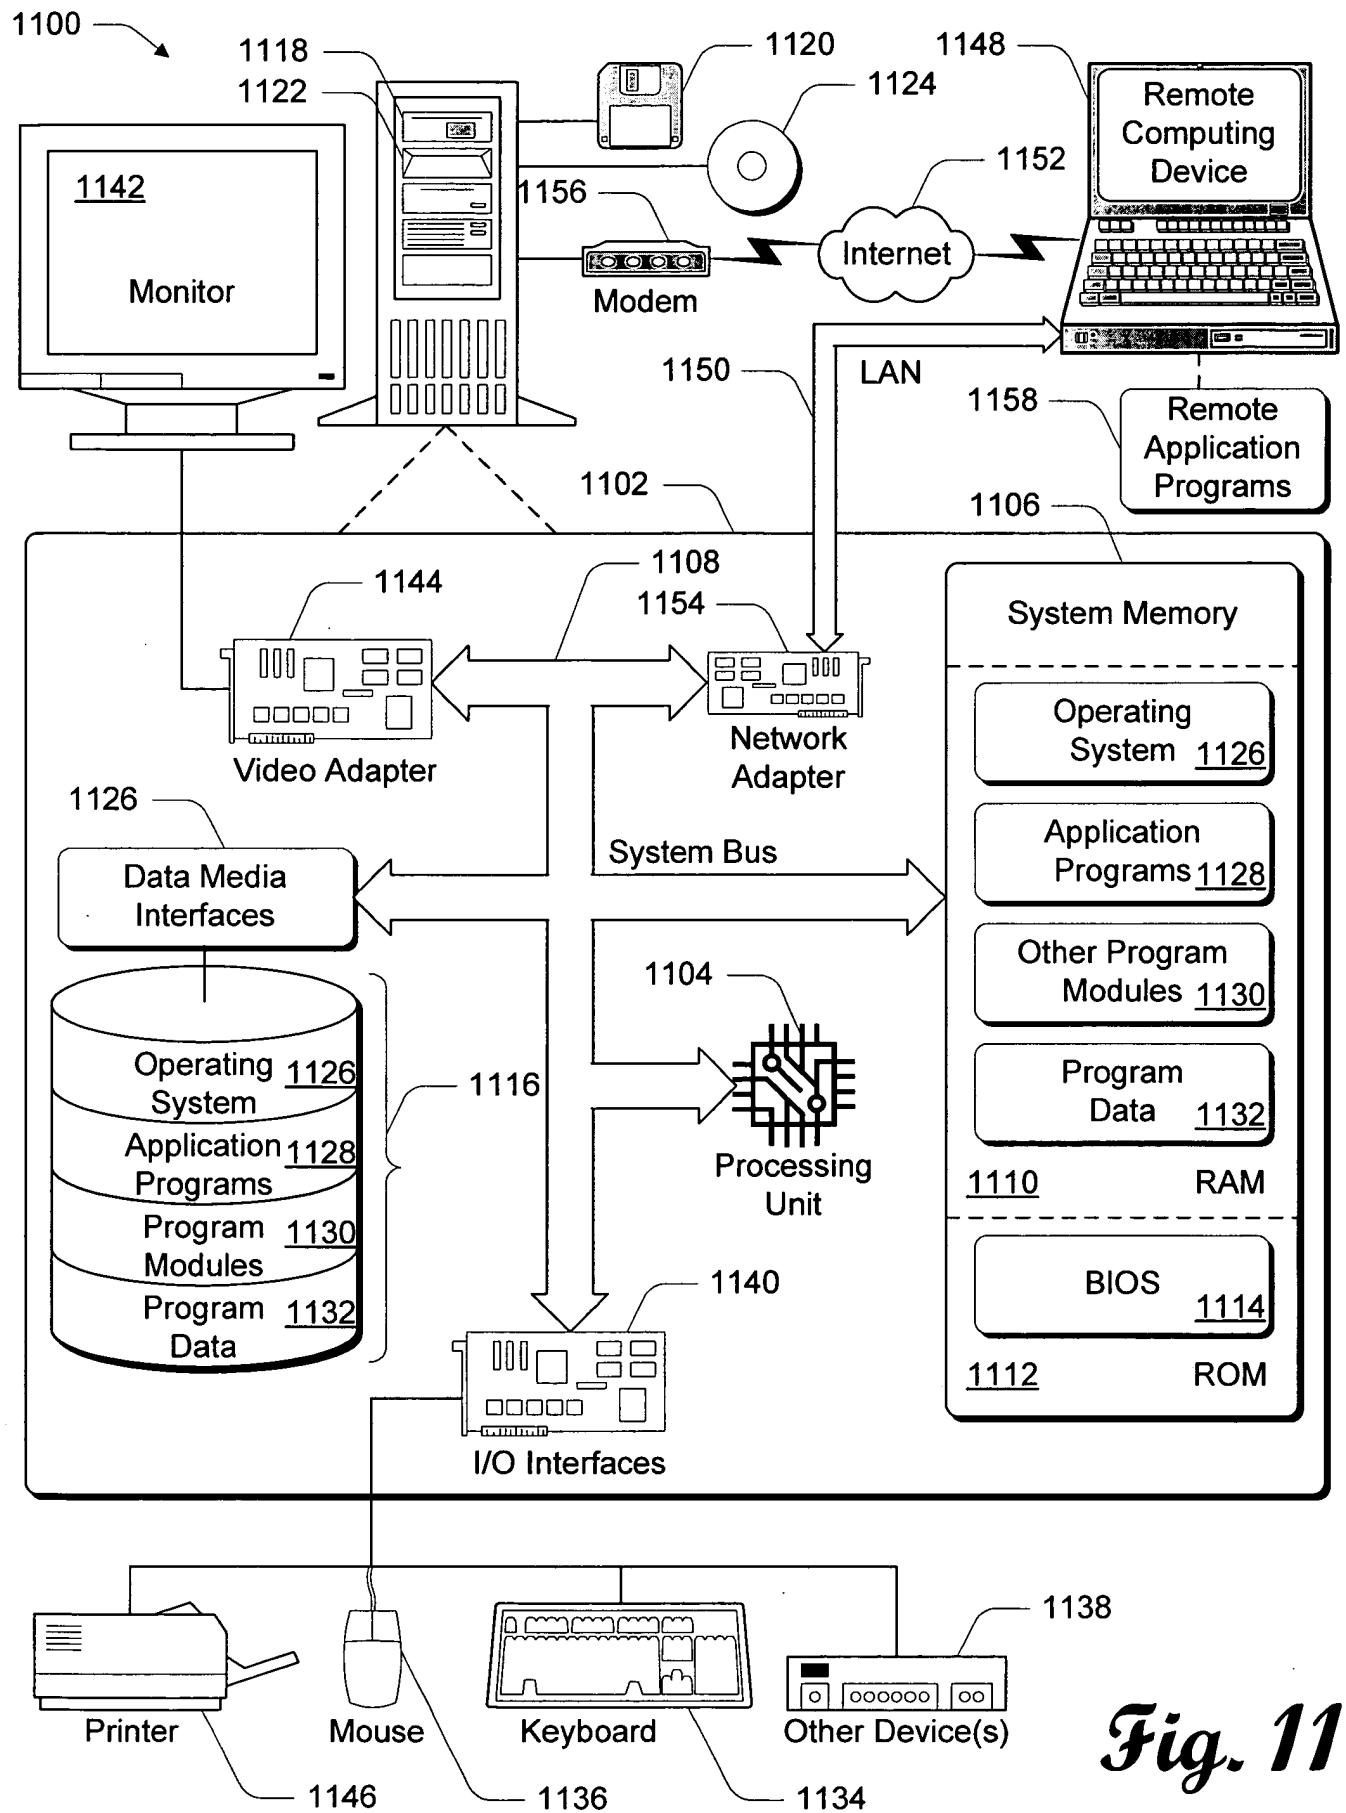 1100
1118
1122
1120
1124
1148
Remote
Computing
Device
1142
Monitor
1156
Modem
1152
Internet
1150
LAN
1158
Remote
Application
Programs
1102
1106
1144
Video Adapter
1108
1154
Network
Adapter
System Memory
Operating
System 1126
Application
Programs 1128
Other Program
Modules 1130
Program
Data 1132
1110 RAM
BIOS
1114
1112 ROM
1126
Data Media
Interfaces
System Bus
1104
Processing
Unit
Operating
System 1126
Application
Programs 1128
Program
Modules 1130
Program
Data 1132
1116
1140
I/O Interfaces
1138
Printer
Mouse
Keyboard
Other Device(s)
1146
1136
1134
Fig. 11